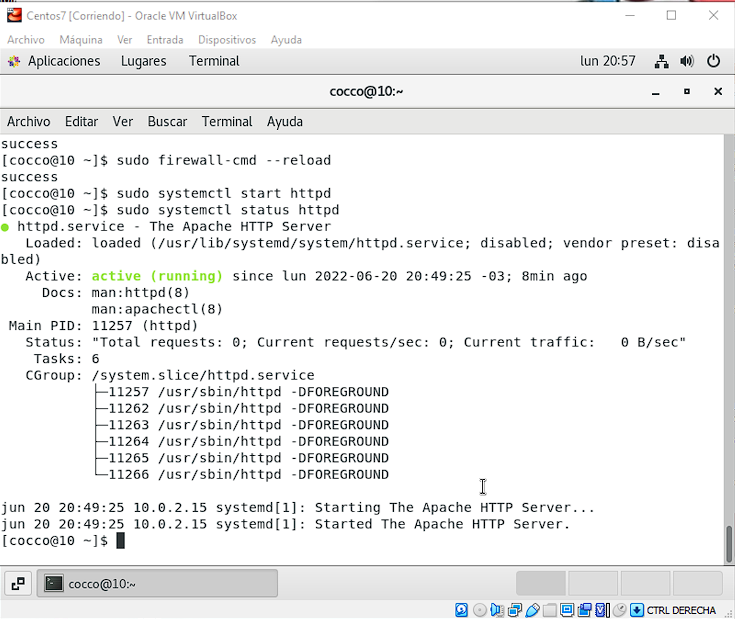 Centos7 [Corriendo] - Oracle VM VirtualBox
Archivo Máquina Ver Entrada Dispositivos Ayuda
Aplicaciones Lugares Terminal lun 20:57
cocco@10:~
Archivo Editar Ver Buscar Terminal Ayuda
success
[cocco@10 ~]$ sudo firewall-cmd --reload
success
[cocco@10 ~]$ sudo systemctl start httpd
[cocco@10 ~]$ sudo systemctl status httpd
● httpd.service - The Apache HTTP Server
   Loaded: loaded (/usr/lib/systemd/system/httpd.service; disabled; vendor preset: disa
bled)
   Active: active (running) since lun 2022-06-20 20:49:25 -03; 8min ago
     Docs: man:httpd(8)
           man:apachectl(8)
 Main PID: 11257 (httpd)
   Status: "Total requests: 0; Current requests/sec: 0; Current traffic:   0 B/sec"
    Tasks: 6
   CGroup: /system.slice/httpd.service
           ├─11257 /usr/sbin/httpd -DFOREGROUND
           ├─11262 /usr/sbin/httpd -DFOREGROUND
           ├─11263 /usr/sbin/httpd -DFOREGROUND
           ├─11264 /usr/sbin/httpd -DFOREGROUND
           ├─11265 /usr/sbin/httpd -DFOREGROUND
           └─11266 /usr/sbin/httpd -DFOREGROUND
jun 20 20:49:25 10.0.2.15 systemd[1]: Starting The Apache HTTP Server...
jun 20 20:49:25 10.0.2.15 systemd[1]: Started The Apache HTTP Server.
[cocco@10 ~]$
cocco@10:~
CTRL DERECHA